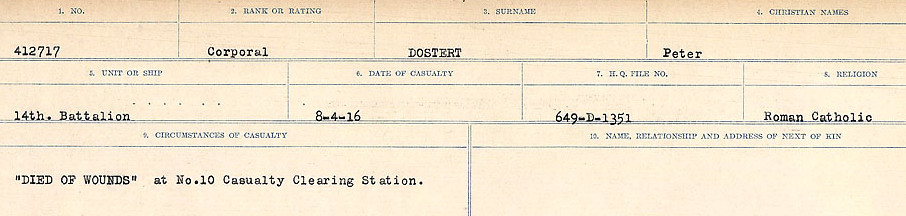 1. NO. 2. RANK OR RATING 3. SURNAME 4. CHRISTIAN NAMES
412717 Corporal DOSTERT Peter
5. UNIT OR SHIP 6. DATE OF CASUALTY 7. H.Q. FILE NO. 8. RELIGION
14th. Battalion 8-4-16 649-D-1351 Roman Catholic
9. CIRCUMSTANCES OF CASUALTY 10. NAME, RELATIONSHIP AND ADDRESS OF NEXT OF KIN
"DIED OF WOUNDS" at No.10 Casualty Clearing Station.